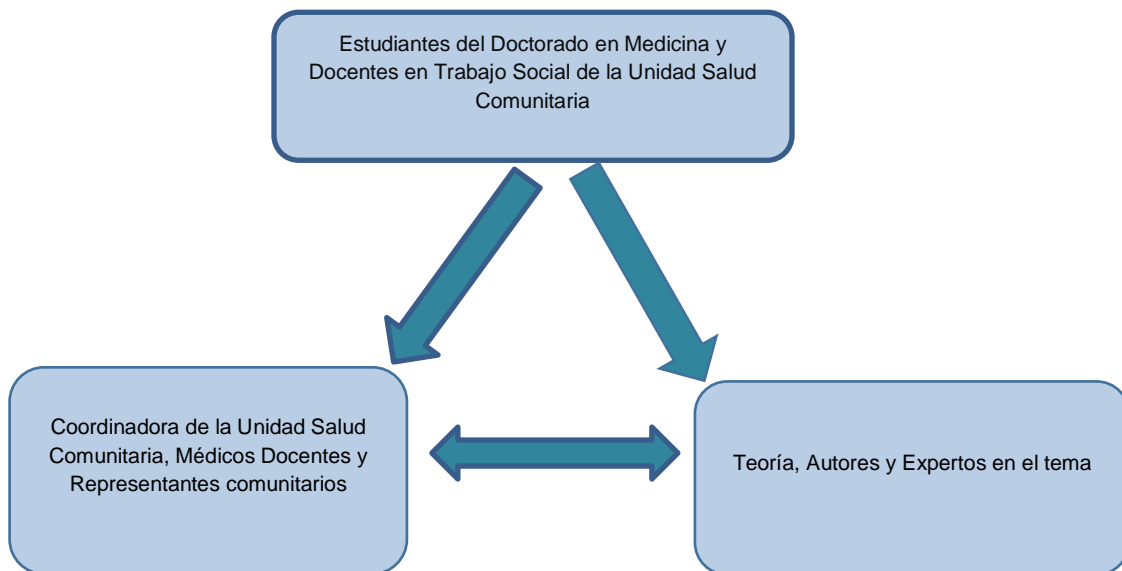 Estudiantes del Doctorado en Medicina y
Docentes en Trabajo Social de la Unidad Salud
Comunitaria
Coordinadora de la Unidad Salud
Comunitaria, Médicos Docentes y
Representantes comunitarios
Teoría, Autores y Expertos en el tema